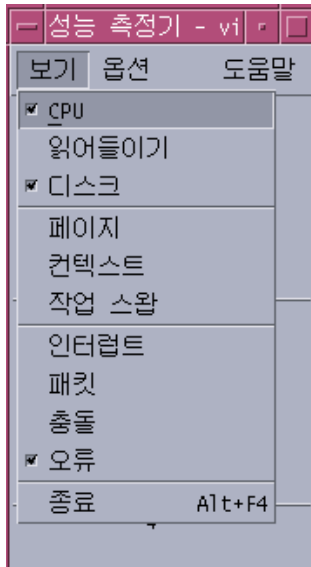 성능 측정기 - vi
보기 옵션 도움말
CPU
읽어들이기
디스크
페이지
컨텍스트
작업 스왑
인터럽트
패킷
충돌
오류
종료 Alt+F4